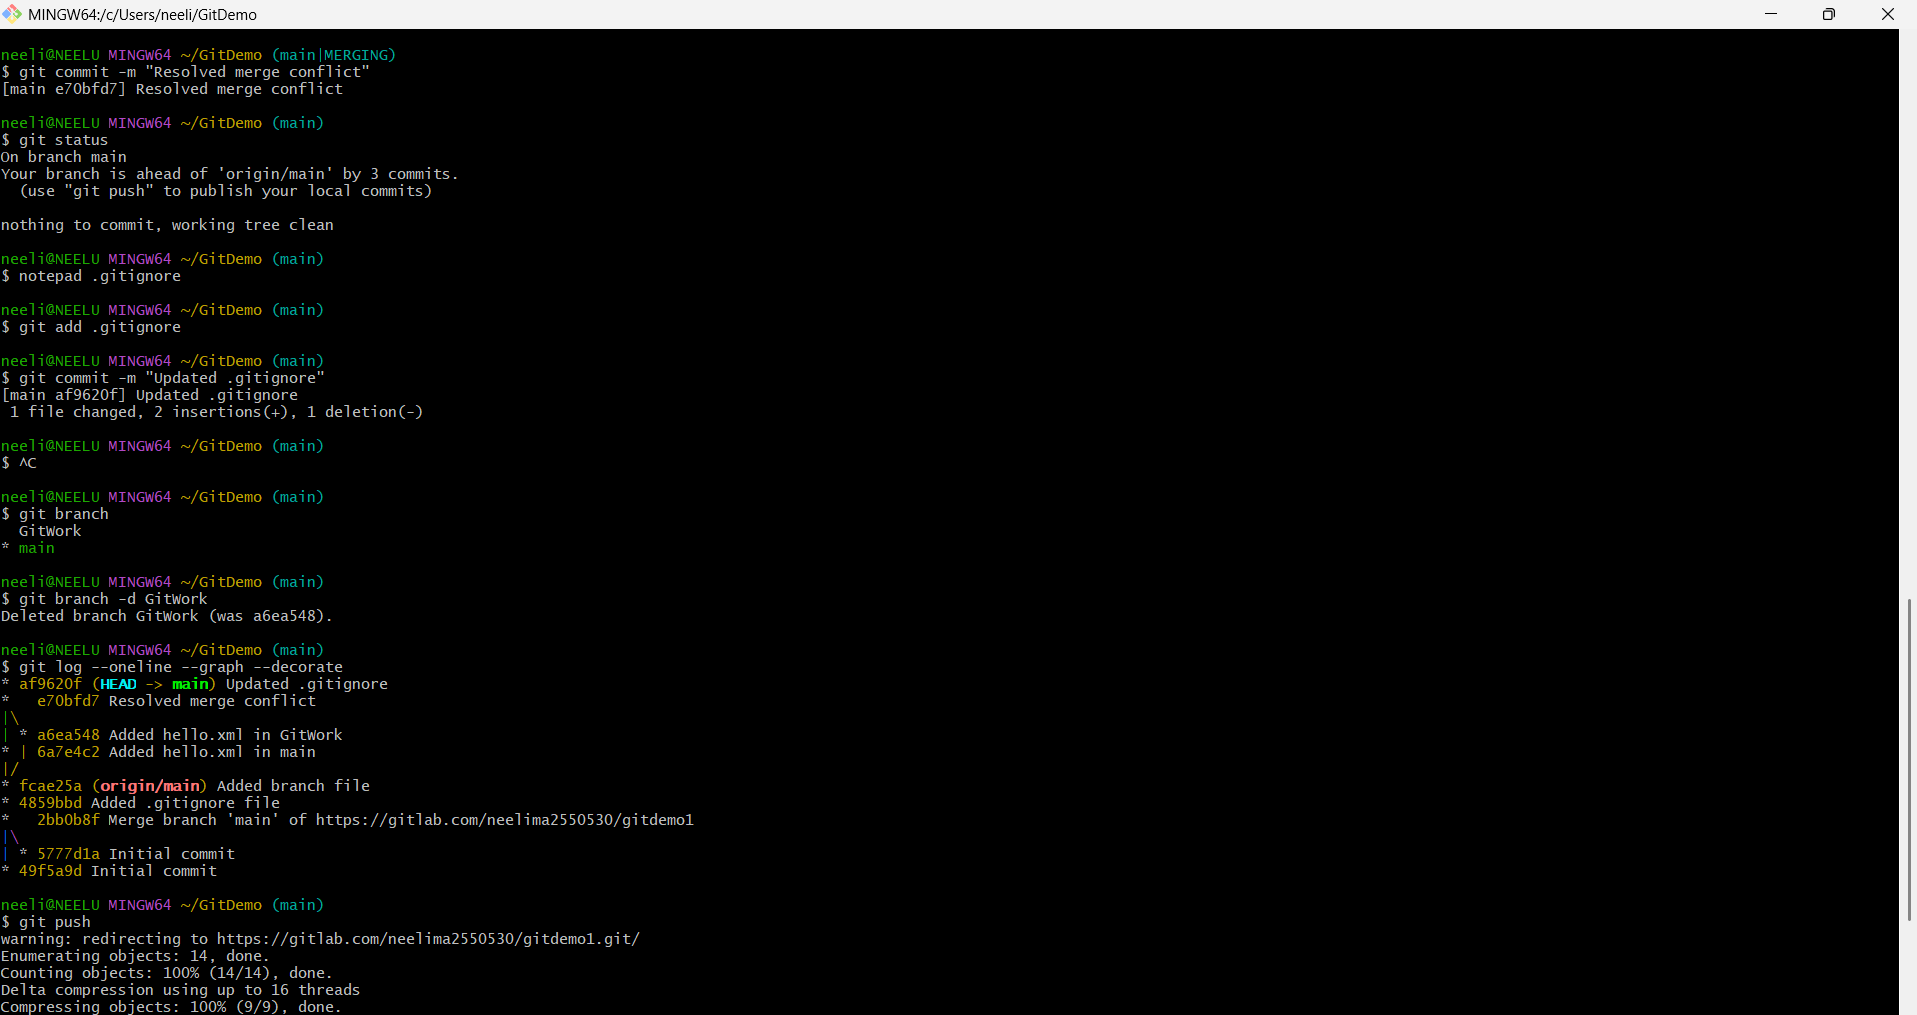 MINGW64:/c/Users/neeli/GitDemo
neeli@NEELU MINGW64 ~/GitDemo (main|MERGING)
$ git commit -m "Resolved merge conflict"
[main e70bfd7] Resolved merge conflict
neeli@NEELU MINGW64 ~/GitDemo (main)
$ git status
On branch main
Your branch is ahead of 'origin/main' by 3 commits.
  (use "git push" to publish your local commits)
nothing to commit, working tree clean
neeli@NEELU MINGW64 ~/GitDemo (main)
$ notepad .gitignore
neeli@NEELU MINGW64 ~/GitDemo (main)
$ git add .gitignore
neeli@NEELU MINGW64 ~/GitDemo (main)
$ git commit -m "Updated .gitignore"
[main af9620f] Updated .gitignore
 1 file changed, 2 insertions(+), 1 deletion(-)
neeli@NEELU MINGW64 ~/GitDemo (main)
$ ^C
neeli@NEELU MINGW64 ~/GitDemo (main)
$ git branch
  GitWork
* main
neeli@NEELU MINGW64 ~/GitDemo (main)
$ git branch -d GitWork
Deleted branch GitWork (was a6ea548).
neeli@NEELU MINGW64 ~/GitDemo (main)
$ git log --oneline --graph --decorate
* af9620f (HEAD -> main) Updated .gitignore
*   e70bfd7 Resolved merge conflict
|\
| * a6ea548 Added hello.xml in GitWork
* | 6a7e4c2 Added hello.xml in main
|/
* fcae25a (origin/main) Added branch file
* 4859bbd Added .gitignore file
*   2bb0b8f Merge branch 'main' of https://gitlab.com/neelima2550530/gitdemo1
|\
| * 5777d1a Initial commit
* 49f5a9d Initial commit
neeli@NEELU MINGW64 ~/GitDemo (main)
$ git push
warning: redirecting to https://gitlab.com/neelima2550530/gitdemo1.git/
Enumerating objects: 14, done.
Counting objects: 100% (14/14), done.
Delta compression using up to 16 threads
Compressing objects: 100% (9/9), done.